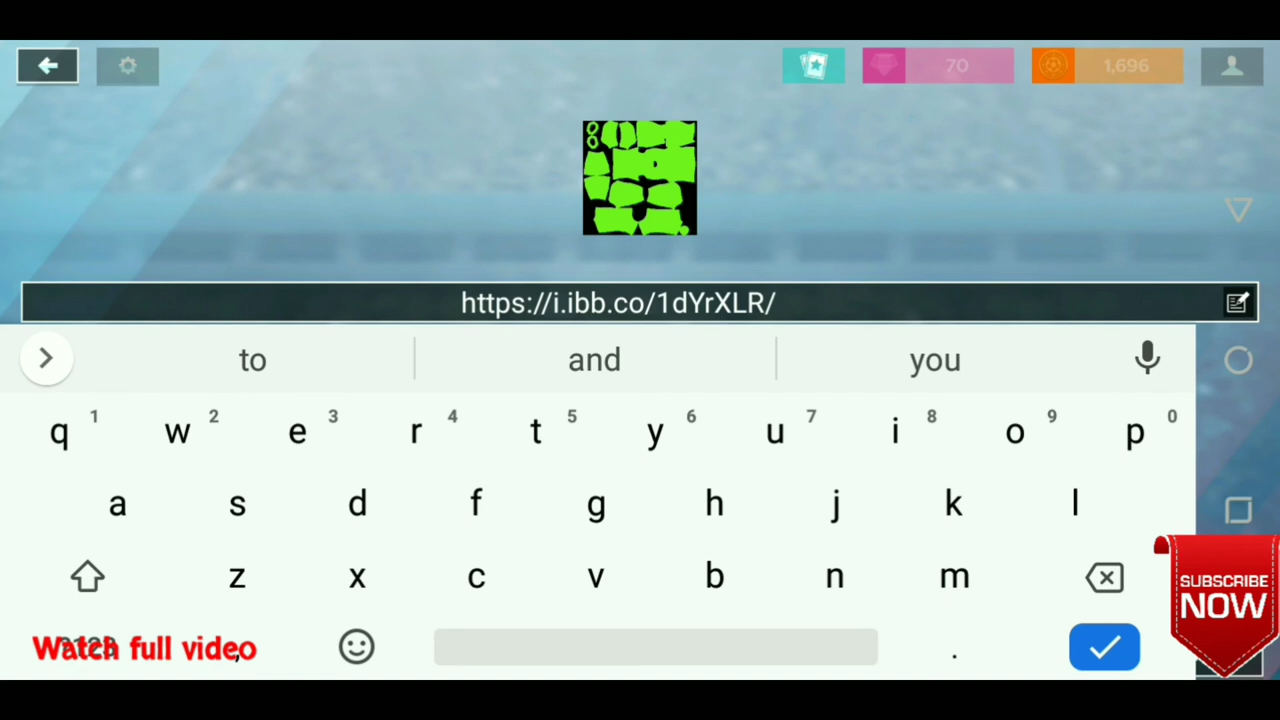 70
1,696
https://i.ibb.co/1dYrXLR/
to and you
q 1 w 2 e 3 r 4 t 5 y 6 u 7 i 8 o 9 p 0
a s d f g h j k l
z x c v b n m
SUBSCRIBE
NOW
Watch full video , .